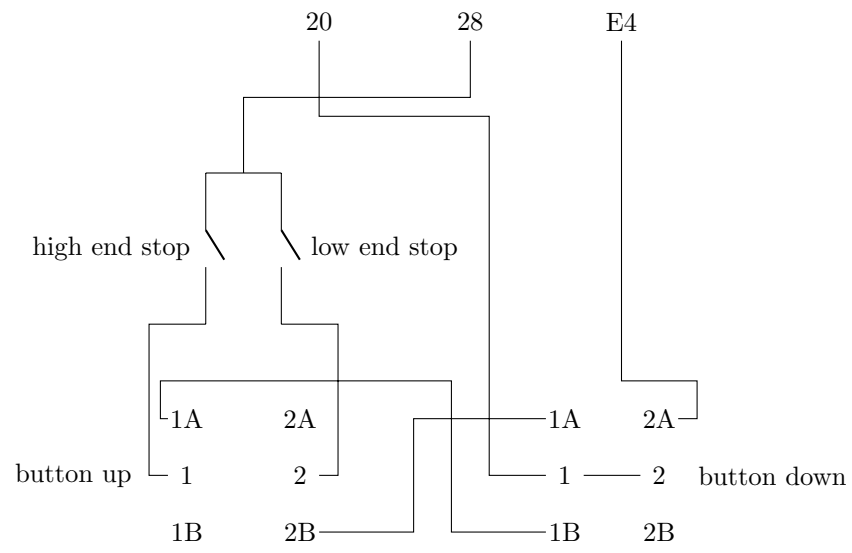 20 28 E4
high end stop low end stop
1A 2A 1A 2A
button up 1 2 1 2 button down
1B 2B 1B 2B